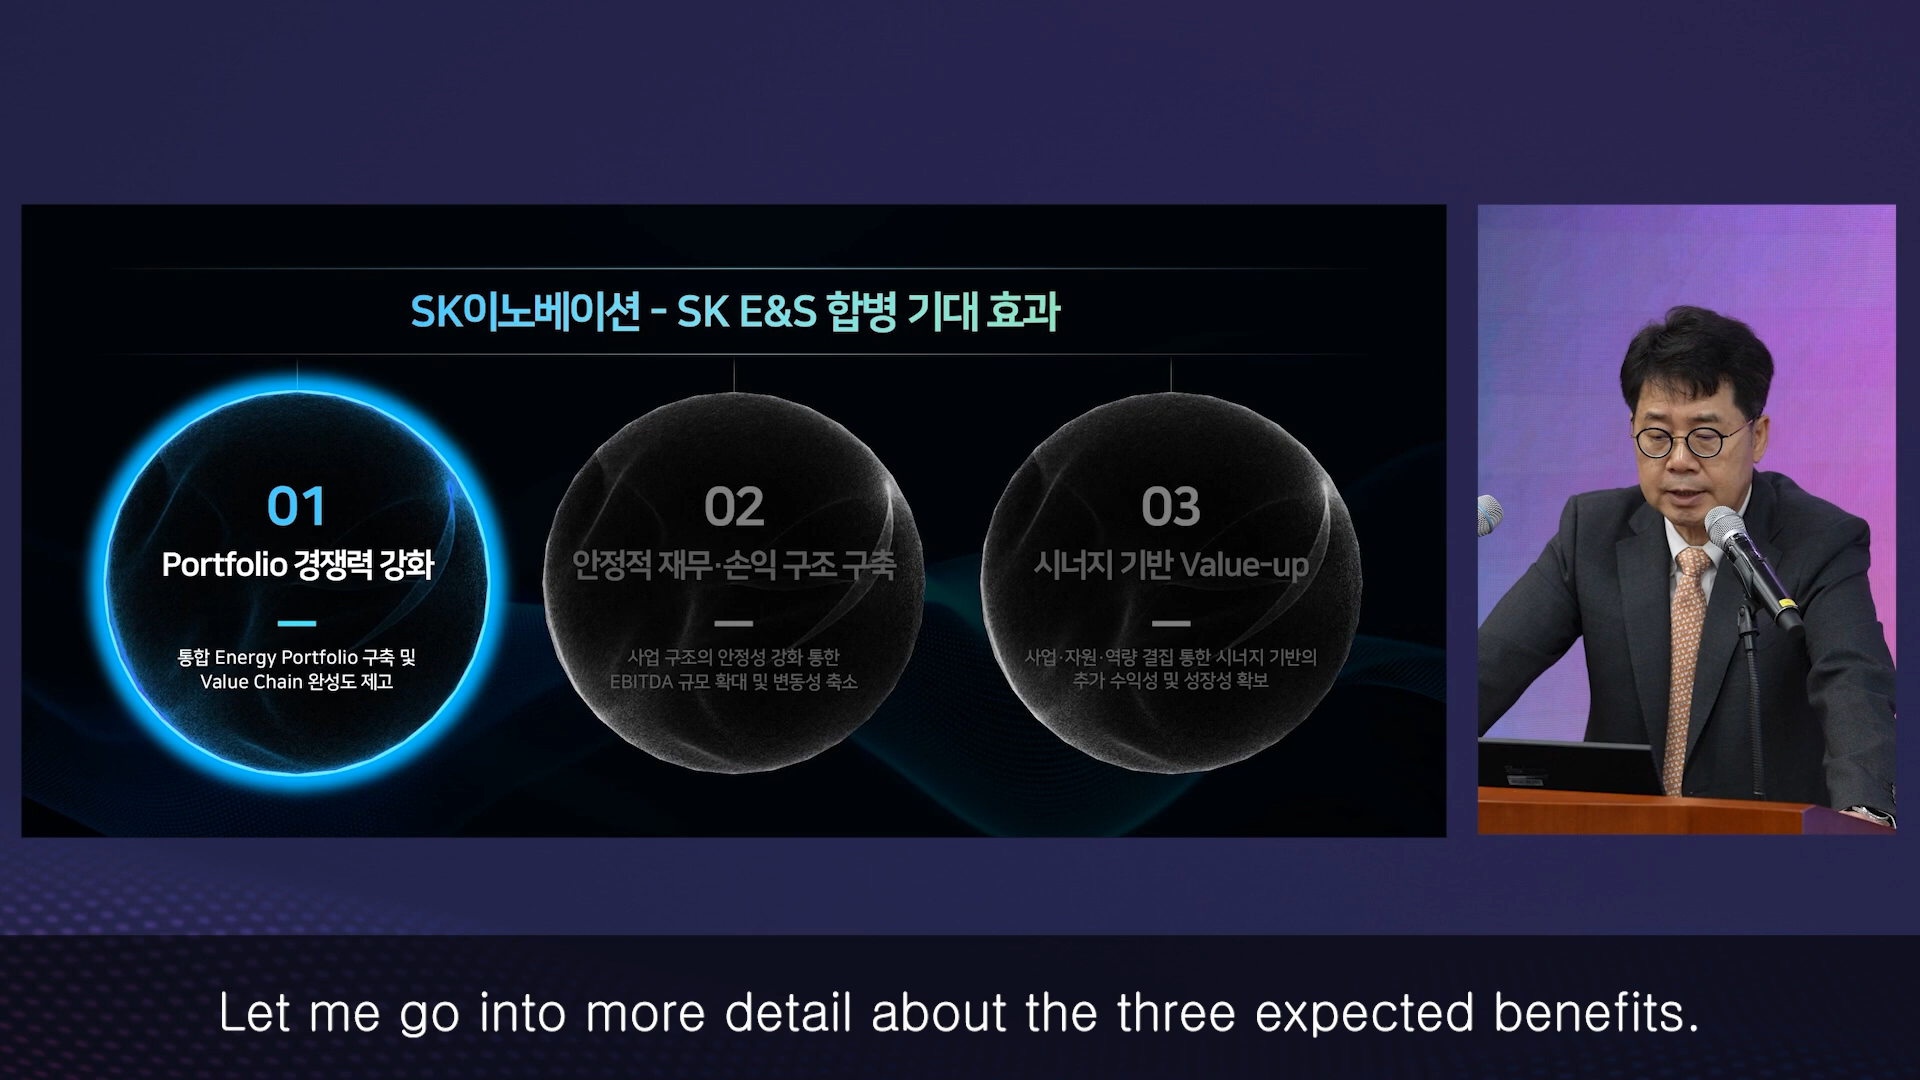 SK이노베이션 - SK E&S 합병 기대 효과
01
Portfolio 경쟁력 강화
통합 Energy Portfolio 구축 및
Value Chain 완성도 제고
02
안정적 재무·손익 구조 구축
사업 구조의 안정성 강화 통한
EBITDA 규모 확대 및 변동성 축소
03
시너지 기반 Value-up
사업·자원·역량 결집 통한 시너지 기반의
추가 수익성 및 성장성 확보
Let me go into more detail about the three expected benefits.